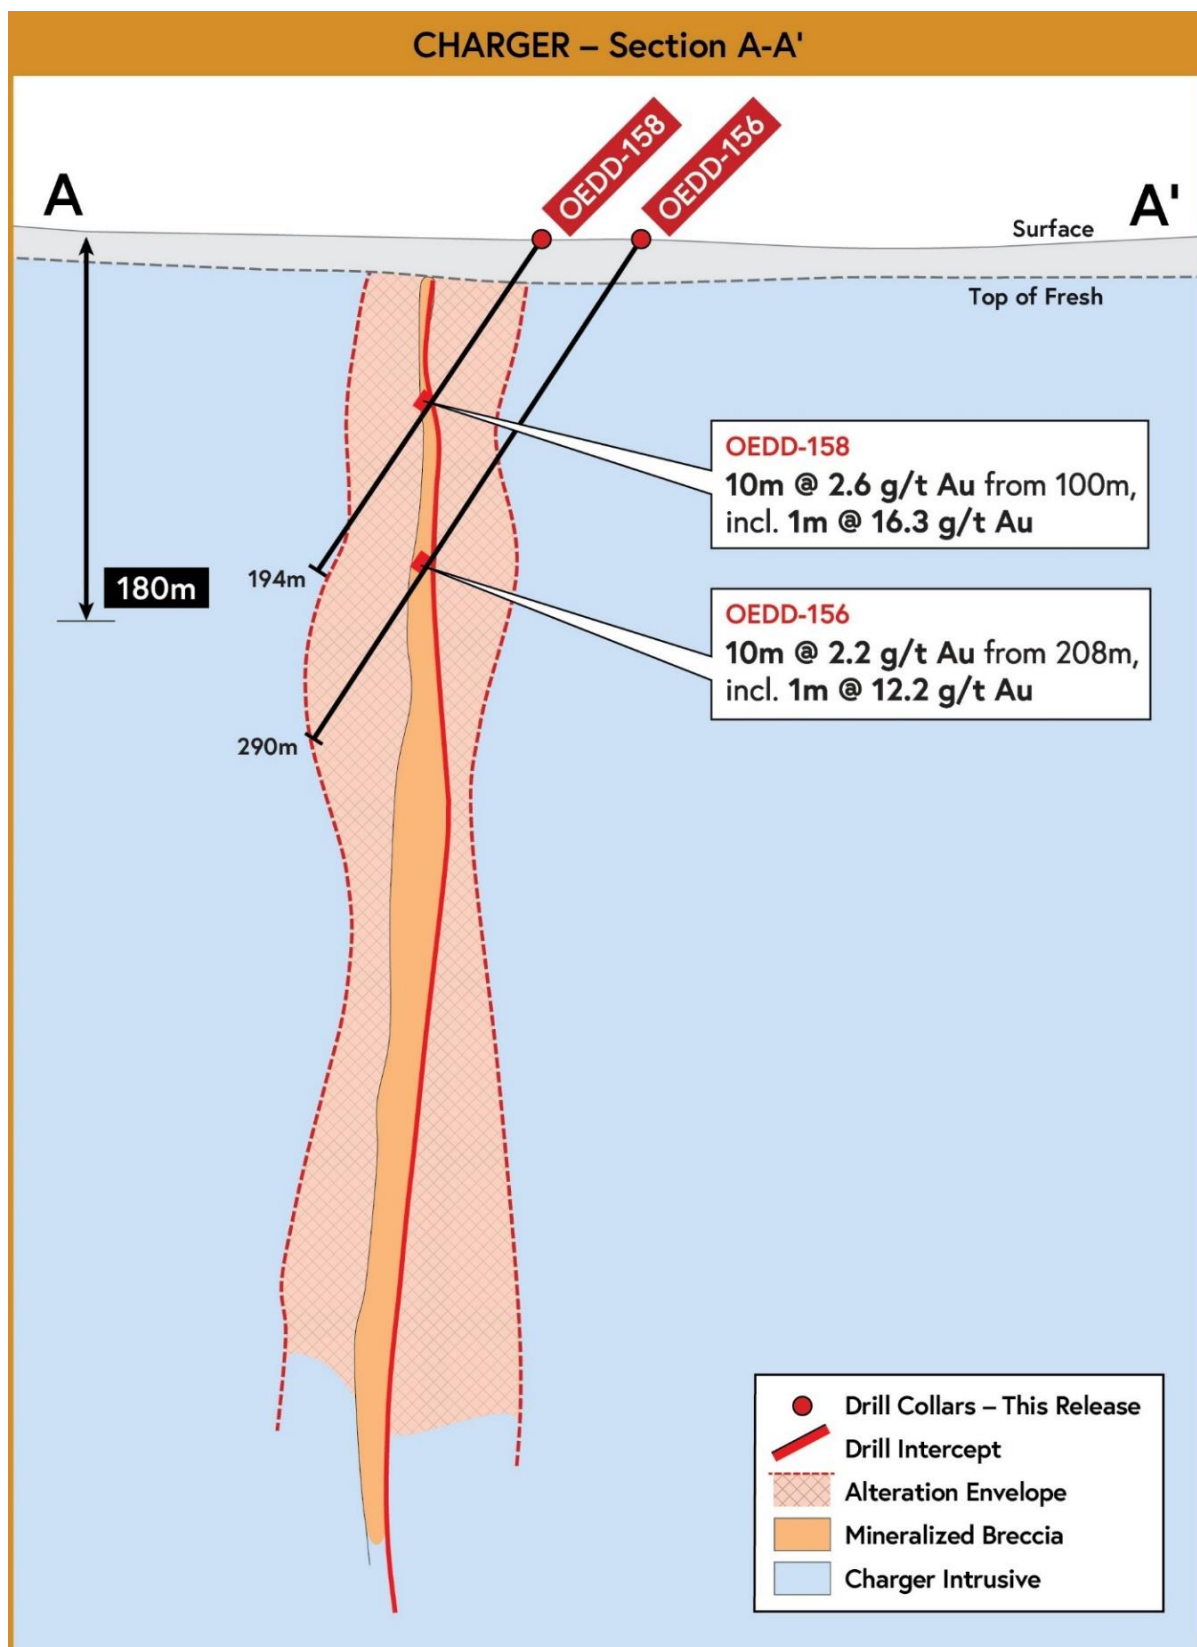 CHARGER – Section A-A'
OEDD-158
OEDD-156
A
A'
Surface
Top of Fresh
OEDD-158
10m @ 2.6 g/t Au from 100m,
incl. 1m @ 16.3 g/t Au
194m
180m
OEDD-156
10m @ 2.2 g/t Au from 208m,
incl. 1m @ 12.2 g/t Au
290m
Drill Collars – This Release
Drill Intercept
Alteration Envelope
Mineralized Breccia
Charger Intrusive